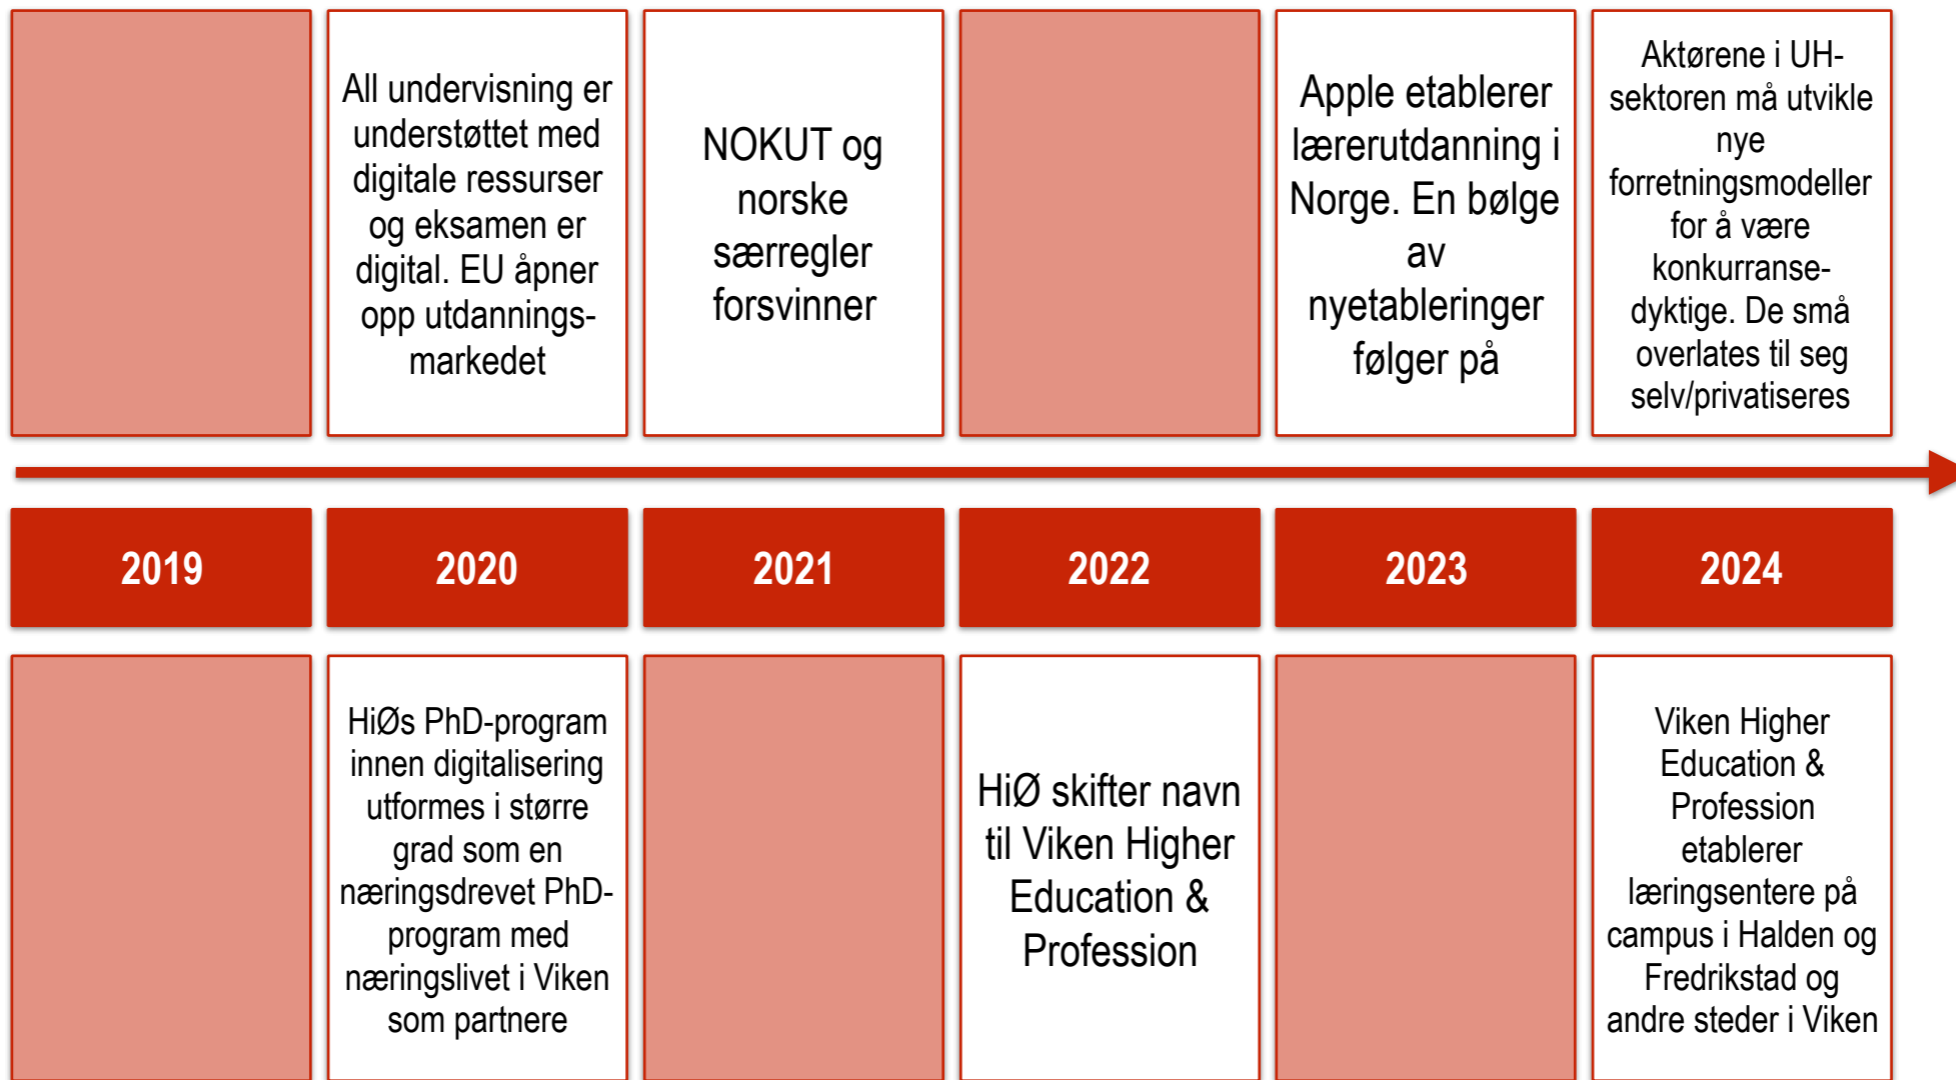 All undervisning er
understøttet med
digitale ressurser
og eksamen er
digital. EU åpner
opp utdannings-
markedet
NOKUT og
norske
særregler
forsvinner
Apple etablerer
lærerutdanning i
Norge. En bølge
av
nyetableringer
følger på
Aktørene i UH-
sektoren må utvikle
nye
forretningsmodeller
for å være
konkurranse-
dyktige. De små
overlates til seg
selv/privatiseres
2019
2020
2021
2022
2023
2024
HiØs PhD-program
innen digitalisering
utformes i større
grad som en
næringsdrevet PhD-
program med
næringslivet i Viken
som partnere
HiØ skifter navn
til Viken Higher
Education &
Profession
Viken Higher
Education &
Profession
etablerer
læringsentere på
campus i Halden og
Fredrikstad og
andre steder i Viken